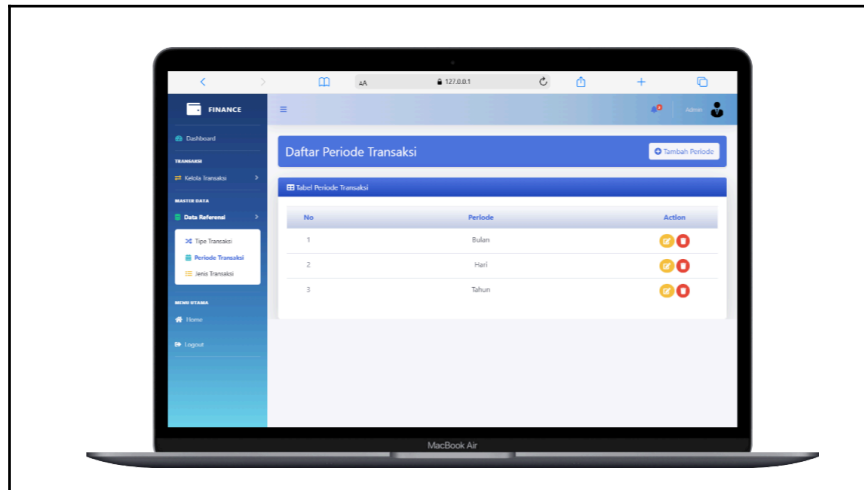 AA 127.0.0.1
FINANCE
Admin
Dashboard
TRANSAKSI
Kelola Transaksi
MASTER DATA
Data Referensi
Tipe Transaksi
Periode Transaksi
Jenis Transaksi
MENU UTAMA
Home
Logout
Daftar Periode Transaksi
Tambah Periode
Tabel Periode Transaksi
No Periode Action
1 Bulan
2 Hari
3 Tahun
MacBook Air